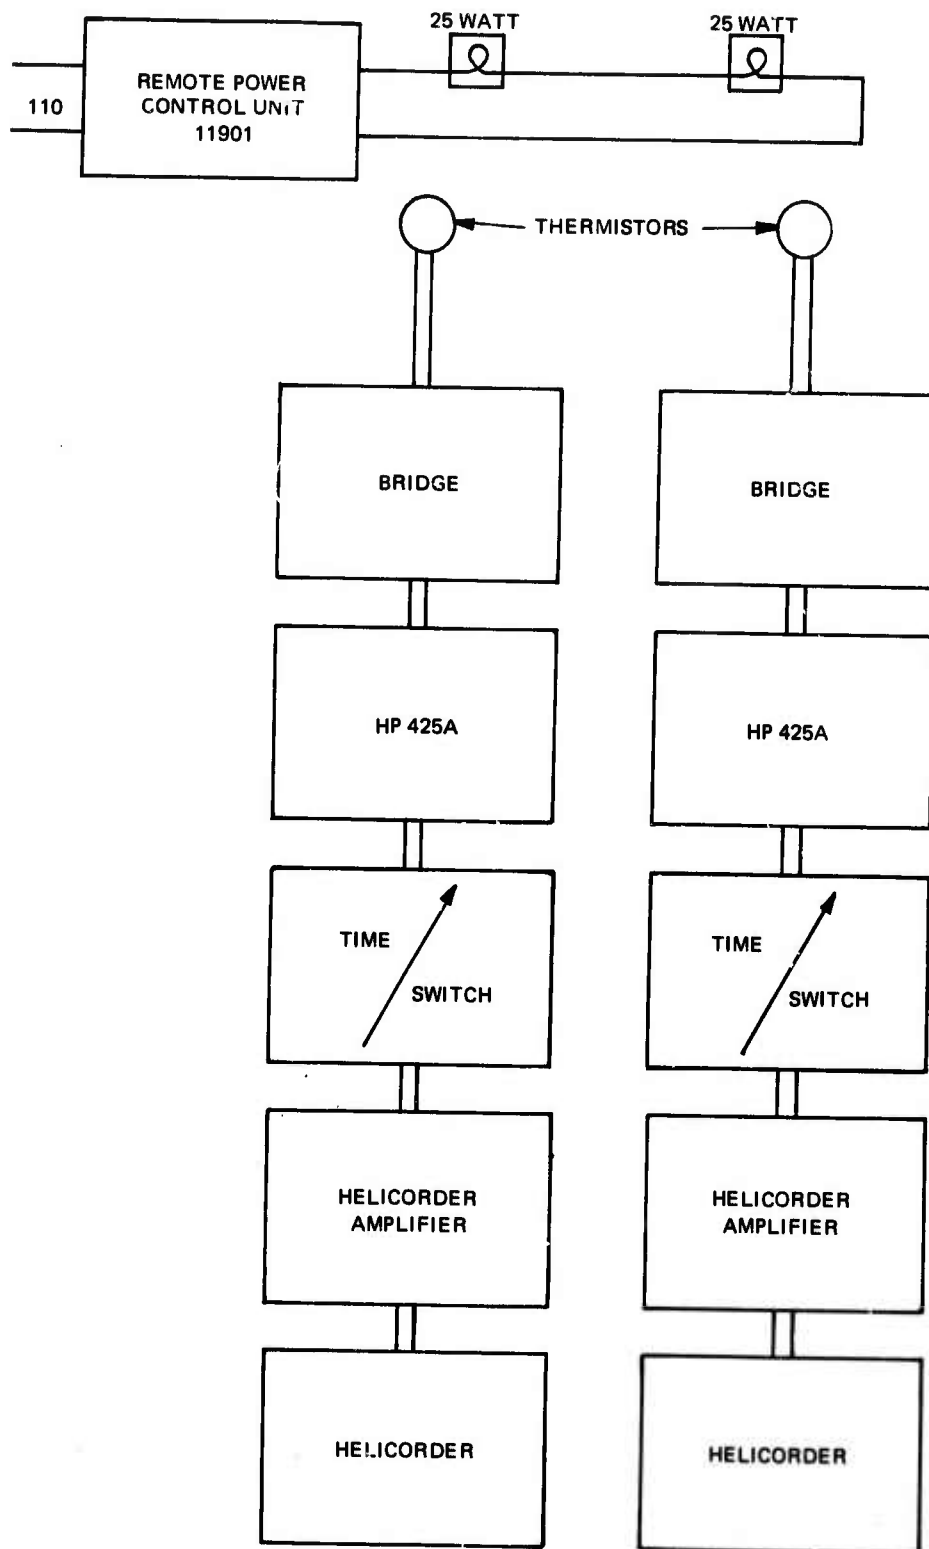 25 WATT
25 WATT
REMOTE POWER
CONTROL UNIT
11901
110
THERMISTORS
BRIDGE
BRIDGE
HP 425A
HP 425A
TIME
SWITCH
TIME
SWITCH
HELICORDER
AMPLIFIER
HELICORDER
AMPLIFIER
HELICORDER
HELICORDER